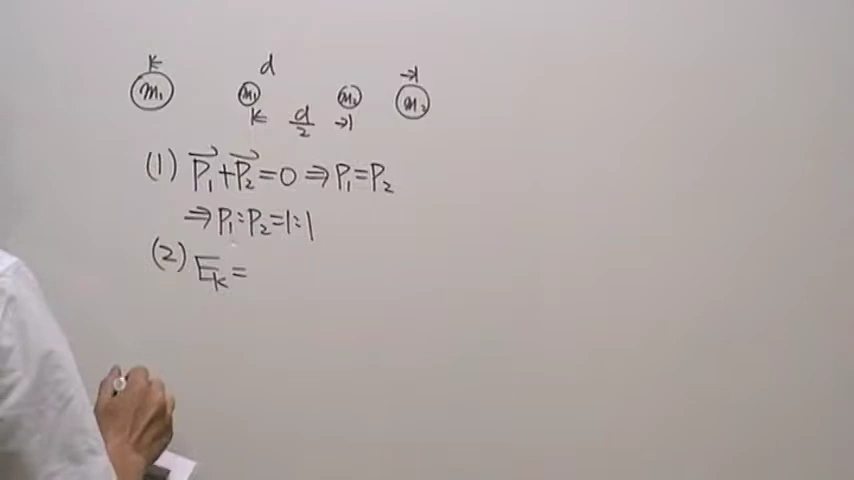 d
m₁ m₁ m₂ m₂
d/2
(1) P₁+P₂=0 ⇒ P₁=P₂
⇒ P₁:P₂=1:1
(2) Eₖ=